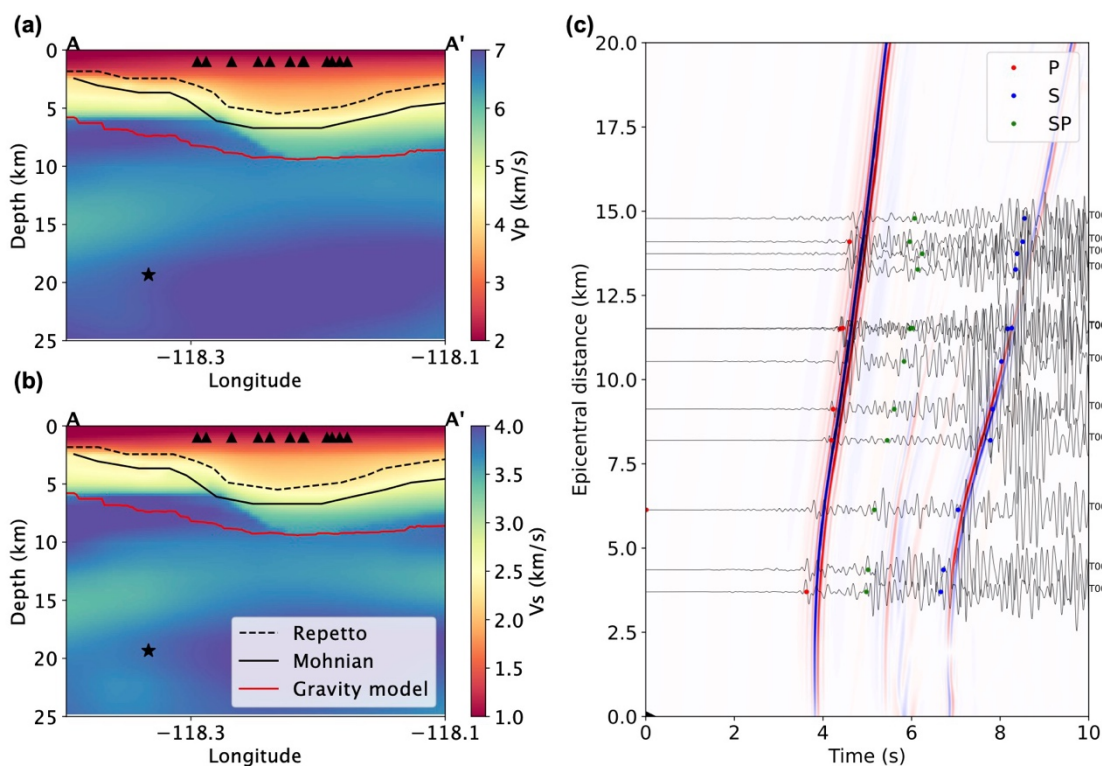 (a)
A
A'
0
5
10
15
20
25
Depth (km)
−118.3
−118.1
Longitude
7
6
5
4
3
2
Vp (km/s)
(b)
A
A'
0
5
10
15
20
25
Depth (km)
Repetto
Mohnian
Gravity model
−118.3
−118.1
Longitude
4.0
3.5
3.0
2.5
2.0
1.5
1.0
Vs (km/s)
(c)
20.0
17.5
15.0
12.5
10.0
7.5
5.0
2.5
0.0
Epicentral distance (km)
P
S
SP
0
2
4
6
8
10
Time (s)